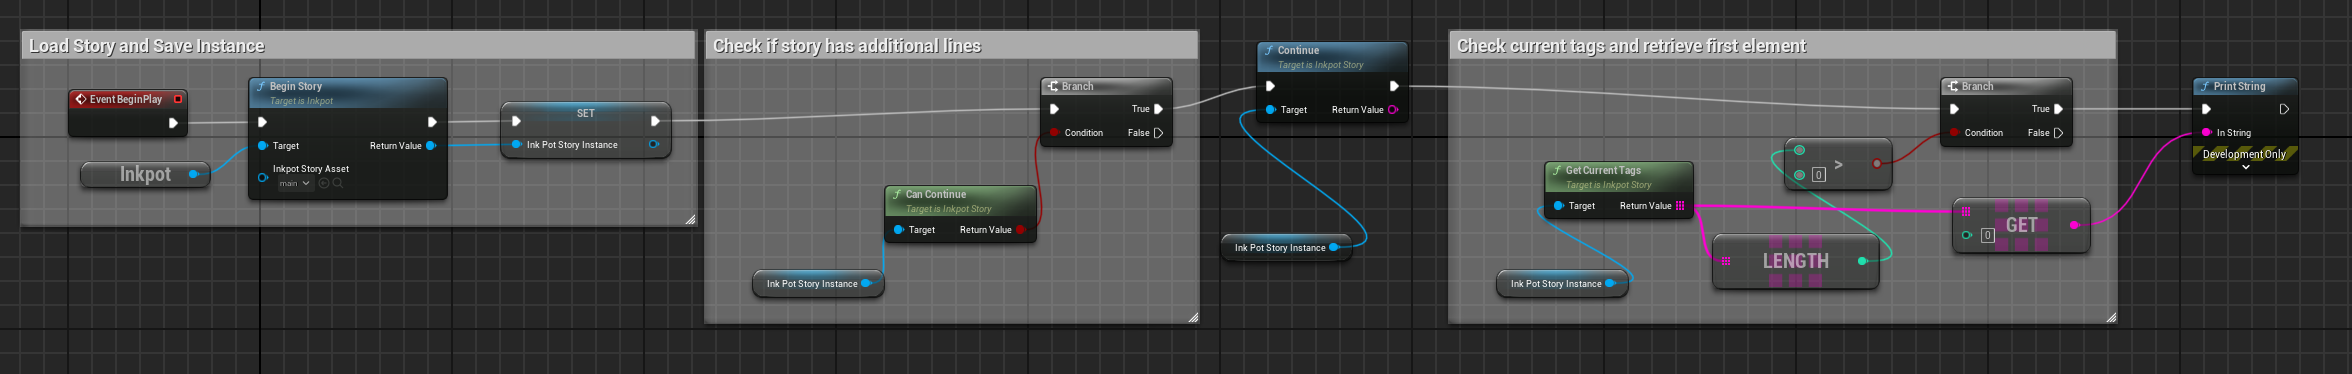 Load Story and Save Instance
Event BeginPlay
Inkpot
Begin Story
Target is Inkpot
Target
Return Value
Inkpot Story Asset
main
SET
Ink Pot Story Instance
Check if story has additional lines
Branch
True
Condition
False
Can Continue
Target is Inkpot Story
Target
Return Value
Ink Pot Story Instance
Continue
Target is Inkpot Story
Target
Return Value
Ink Pot Story Instance
Check current tags and retrieve first element
Get Current Tags
Target is Inkpot Story
Target
Return Value
Ink Pot Story Instance
LENGTH
>
0
Branch
True
Condition
False
GET
0
Print String
In String
Development Only